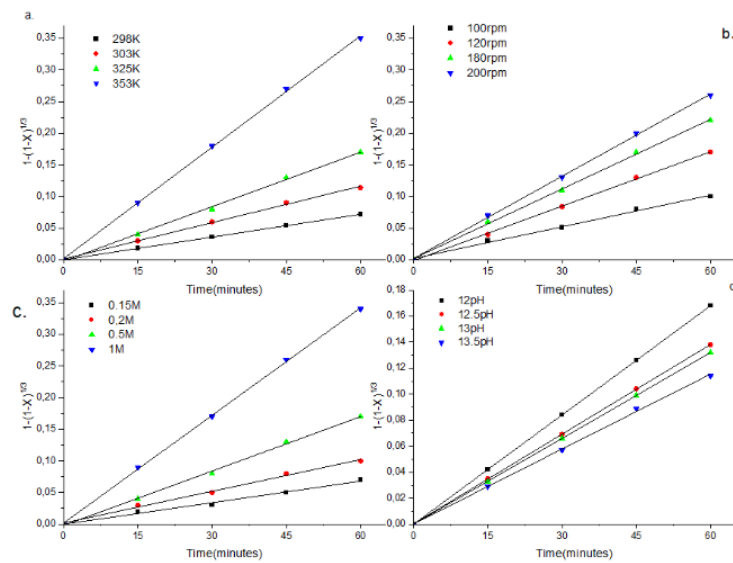 a.
298K
303K
325K
353K
0,35
0,30
0,25
0,20
0,15
0,10
0,05
0,00
1-(1-X)^1/3
0 15 30 45 60
Time(minutes)
b.
100rpm
120rpm
180rpm
200rpm
0,35
0,30
0,25
0,20
0,15
0,10
0,05
0,00
1-(1-X)^1/3
0 15 30 45 60
Time(minutes)
c.
0.15M
0,2M
0.5M
1M
0,35
0,30
0,25
0,20
0,15
0,10
0,05
0,00
1-(1-X)^1/3
0 15 30 45 60
Time(minutes)
12pH
12.5pH
13pH
13.5pH
0,18
0,16
0,14
0,12
0,10
0,08
0,06
0,04
0,02
0,00
1-(1-X)^1/3
0 15 30 45 60
Time(minutes)